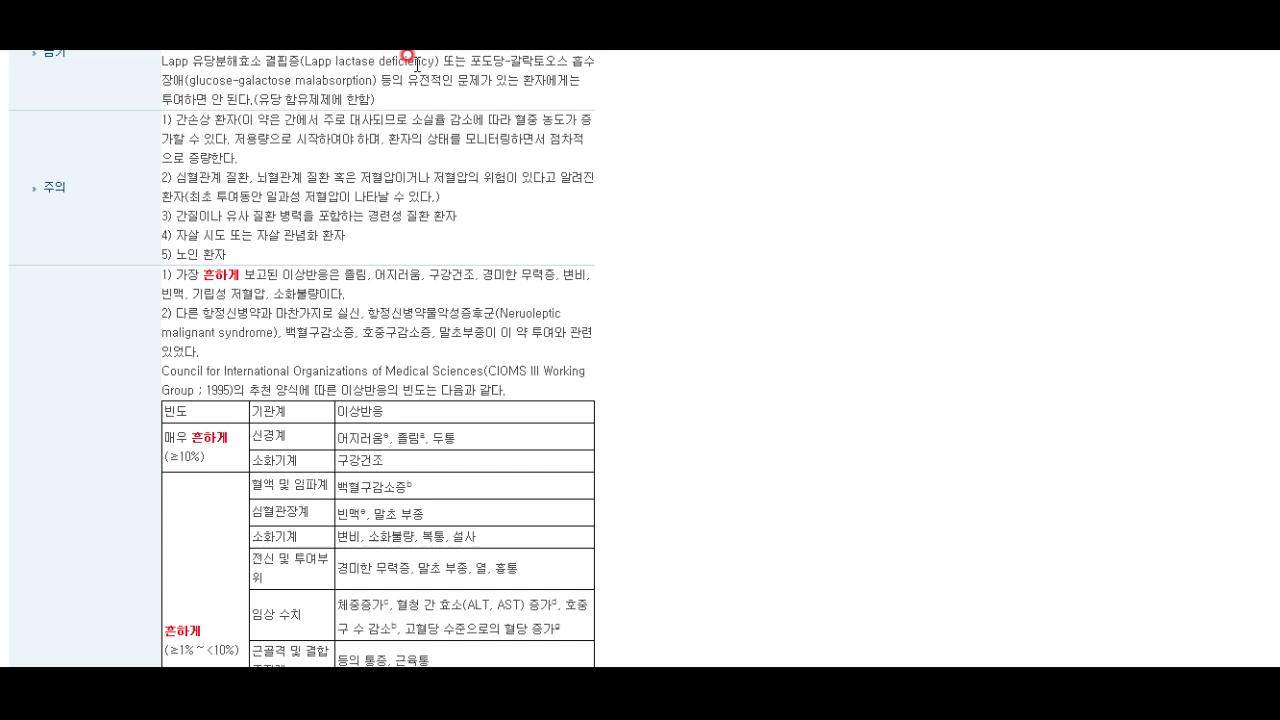 금기
Lapp 유당분해효소 결핍증(Lapp lactase deficiency) 또는 포도당-갈락토오스 흡수
장애(glucose-galactose malabsorption) 등의 유전적인 문제가 있는 환자에게는
투여하면 안 된다.(유당 함유제제에 한함)
주의
1) 간손상 환자(이 약은 간에서 주로 대사되므로 소실율 감소에 따라 혈중 농도가 증
가할 수 있다. 저용량으로 시작하여야 하며, 환자의 상태를 모니터링하면서 점차적
으로 증량한다.
2) 심혈관계 질환, 뇌혈관계 질환 혹은 저혈압이거나 저혈압의 위험이 있다고 알려진
환자(최초 투여동안 일과성 저혈압이 나타날 수 있다.)
3) 간질이나 유사 질환 병력을 포함하는 경련성 질환 환자
4) 자살 시도 또는 자살 관념화 환자
5) 노인 환자
1) 가장 흔하게 보고된 이상반응은 졸림, 어지러움, 구강건조, 경미한 무력증, 변비,
빈맥, 기립성 저혈압, 소화불량이다.
2) 다른 항정신병약과 마찬가지로 실신, 항정신병약물악성증후군(Neruoleptic
malignant syndrome), 백혈구감소증, 호중구감소증, 말초부종이 이 약 투여와 관련
있었다.
Council for International Organizations of Medical Sciences(CIOMS III Working
Group ; 1995)의 추천 양식에 따른 이상반응의 빈도는 다음과 같다.
빈도 기관계 이상반응
매우 흔하게
(≥10%)
신경계 어지러움ᵉ, 졸림ᵃ, 두통
소화기계 구강건조
혈액 및 임파계 백혈구감소증ᵇ
심혈관장계 빈맥ᵉ, 말초 부종
소화기계 변비, 소화불량, 복통, 설사
전신 및 투여부
위
경미한 무력증, 말초 부종, 열, 흉통
임상 수치
체중증가ᶜ, 혈청 간 효소(ALT, AST) 증가ᵈ, 호중
구 수 감소ᵇ, 고혈당 수준으로의 혈당 증가ᵍ
흔하게
(≥1% ~ <10%)
근골격 및 결합
등의 통증, 근육통